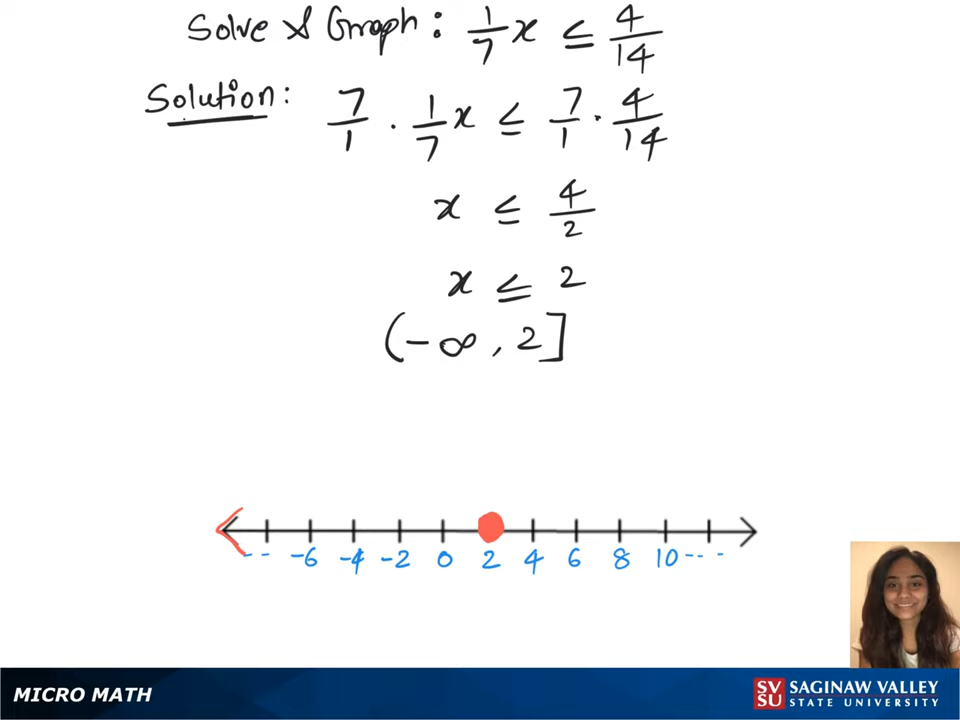 Solve & Graph: 1/7 x ≤ 4/14
Solution: 7/1 · 1/7 x ≤ 7/1 · 4/14
x ≤ 4/2
x ≤ 2
(-∞, 2]
-- -6 -4 -2 0 2 4 6 8 10 --··
MICRO MATH
SV SU SAGINAW VALLEY
STATE UNIVERSITY